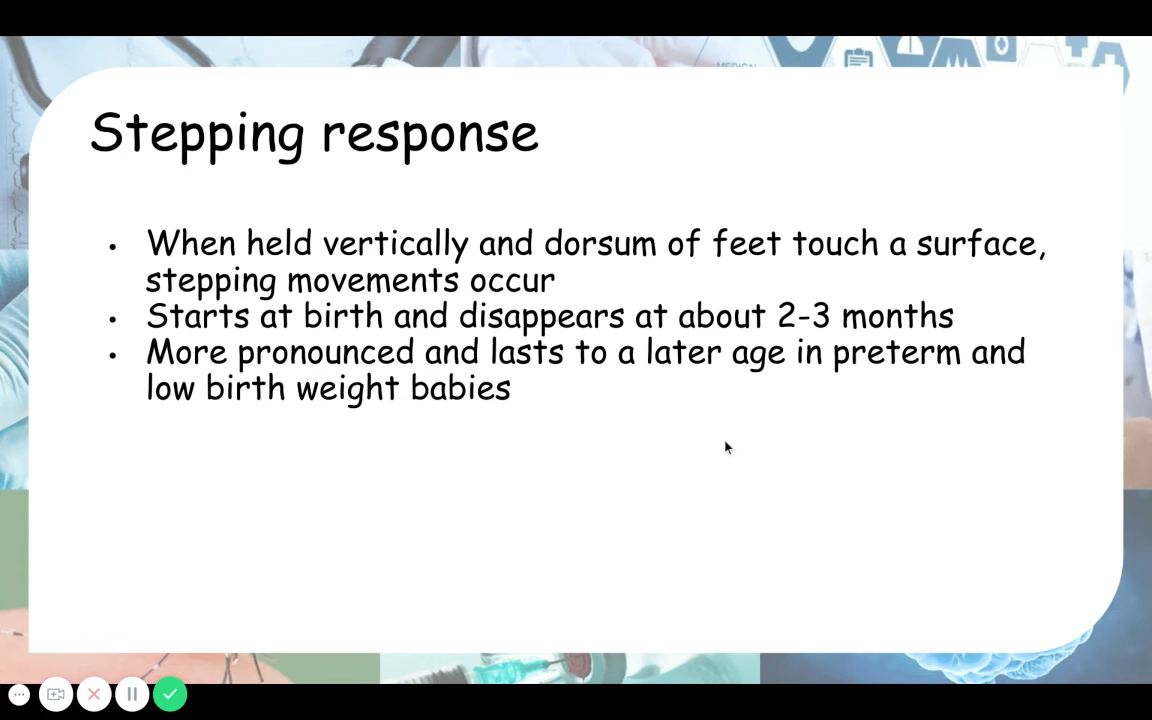 MEDICAL
Stepping response
• When held vertically and dorsum of feet touch a surface,
stepping movements occur
• Starts at birth and disappears at about 2-3 months
• More pronounced and lasts to a later age in preterm and
low birth weight babies